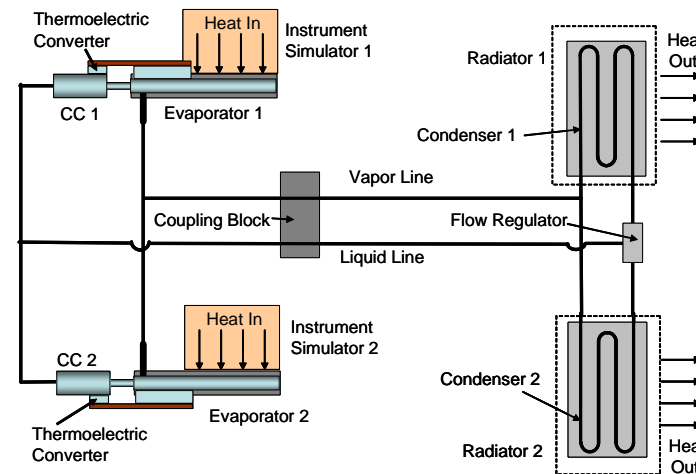 Thermoelectric
Converter
Heat In
Instrument
Simulator 1
CC 1
Evaporator 1
Radiator 1
Condenser 1
Vapor Line
Coupling Block
Flow Regulator
Liquid Line
Heat In
Instrument
Simulator 2
CC 2
Evaporator 2
Thermoelectric
Converter
Condenser 2
Radiator 2